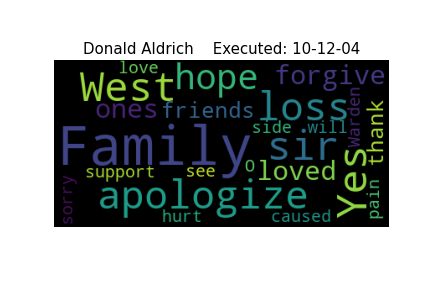 Donald Aldrich    Executed: 10-12-04
love
West hope forgive
ones friends loss Warden
side will thank
Family sir Yes
support see O loved
sorry apologize pain
hurt caused